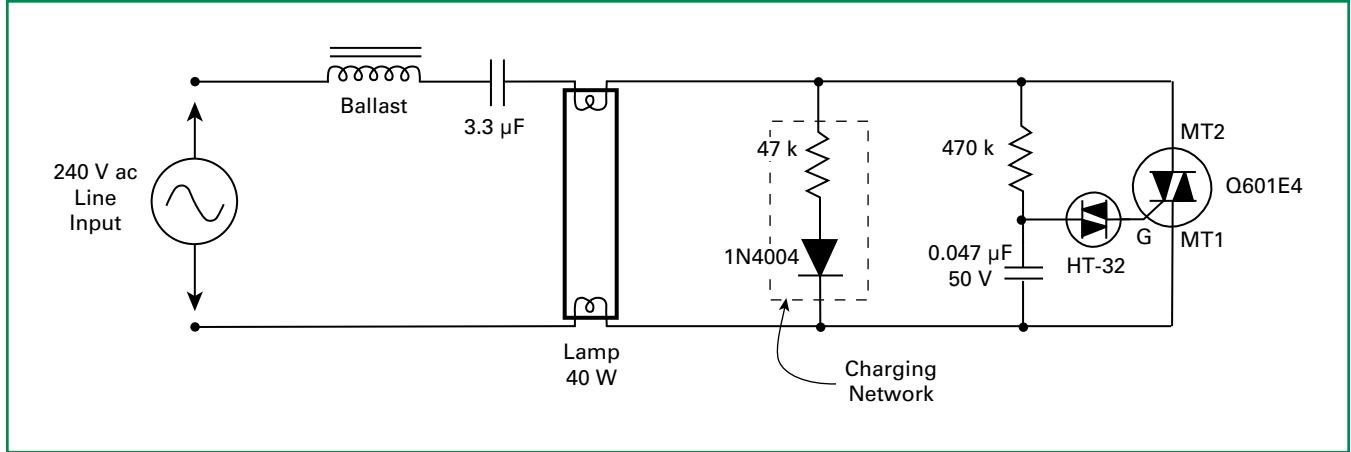 240 V ac
Line
Input
Ballast
3.3 µF
Lamp
40 W
47 k
1N4004
Charging
Network
470 k
0.047 µF
50 V
HT-32
G
MT2
Q601E4
MT1